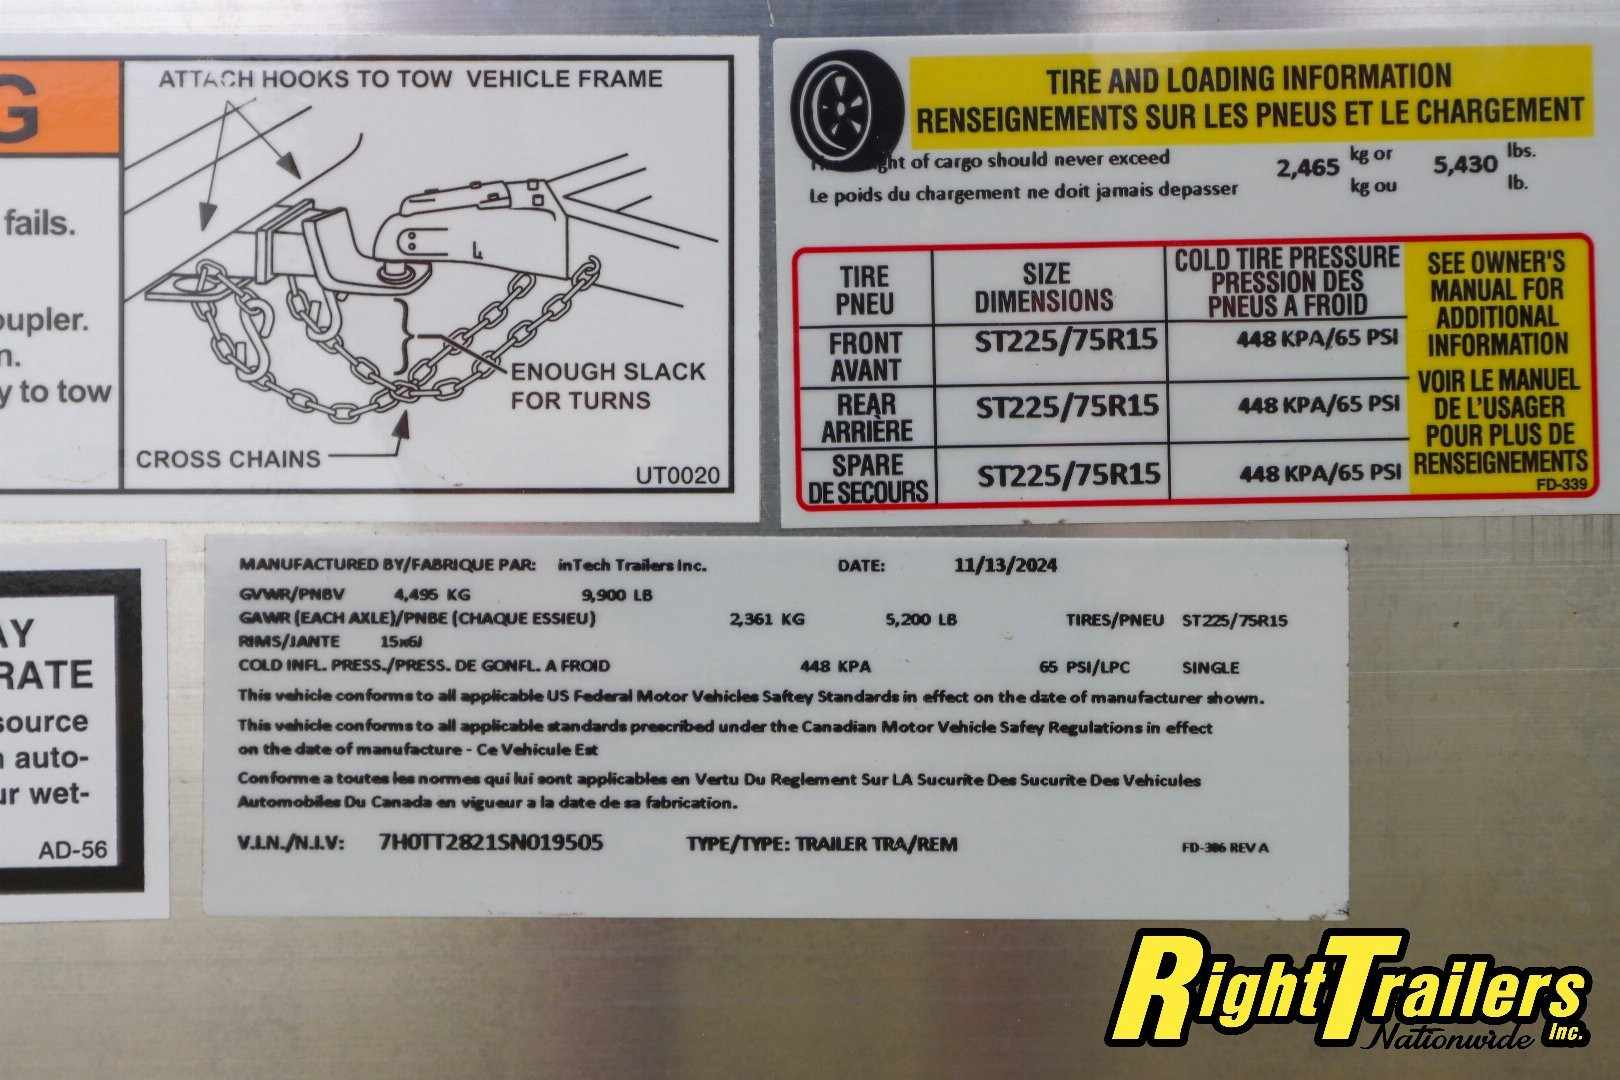 G
fails.
oupler.
n.
y to tow
ATTACH HOOKS TO TOW VEHICLE FRAME
ENOUGH SLACK
FOR TURNS
CROSS CHAINS
UT0020
TIRE AND LOADING INFORMATION
RENSEIGNEMENTS SUR LES PNEUS ET LE CHARGEMENT
of cargo should never exceed 2,465 kg or 5,430 lbs.
Le poids du chargement ne doit jamais depasser kg ou lb.
TIRE
PNEU
SIZE
DIMENSIONS
COLD TIRE PRESSURE
PRESSION DES
PNEUS A FROID
FRONT
AVANT
ST225/75R15 448 KPA/65 PSI
REAR
ARRIÈRE
ST225/75R15 448 KPA/65 PSI
SPARE
DE SECOURS
ST225/75R15 448 KPA/65 PSI
SEE OWNER'S
MANUAL FOR
ADDITIONAL
INFORMATION
VOIR LE MANUEL
DE L'USAGER
POUR PLUS DE
RENSEIGNEMENTS
FD-339
AY
RATE
source
n auto-
ur wet-
AD-56
MANUFACTURED BY/FABRIQUE PAR: inTech Trailers Inc. DATE: 11/13/2024
GVWR/PNBV 4,495 KG 9,900 LB
GAWR (EACH AXLE)/PNBE (CHAQUE ESSIEU) 2,361 KG 5,200 LB TIRES/PNEU ST225/75R15
RIMS/JANTE 15x6J
COLD INFL. PRESS./PRESS. DE GONFL. A FROID 448 KPA 65 PSI/LPC SINGLE
This vehicle conforms to all applicable US Federal Motor Vehicles Saftey Standards in effect on the date of manufacturer shown.
This vehicle conforms to all applicable standards prescribed under the Canadian Motor Vehicle Safey Regulations in effect
on the date of manufacture - Ce Vehicule Est
Conforme a toutes les normes qui lui sont applicables en Vertu Du Reglement Sur LA Sucurite Des Sucurite Des Vehicules
Automobiles Du Canada en vigueur a la date de sa fabrication.
V.I.N./N.I.V: 7H0TT2821SN019505 TYPE/TYPE: TRAILER TRA/REM FD-306 REV A
RightTrailers Inc.
Nationwide